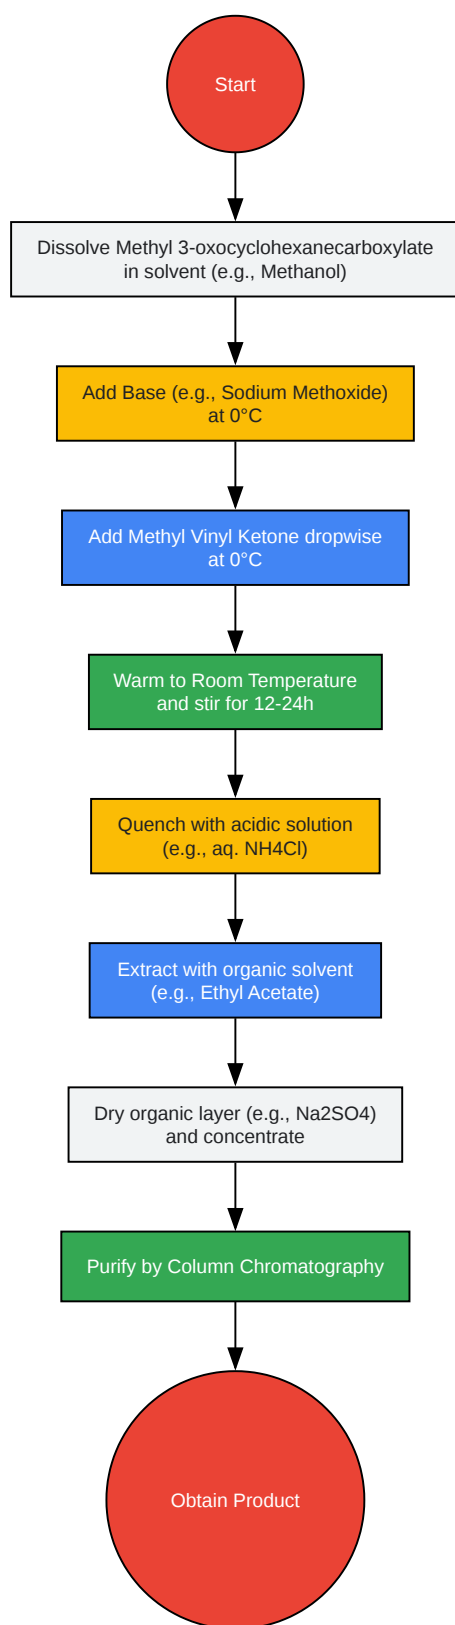 Start
Dissolve Methyl 3-oxocyclohexanecarboxylate
in solvent (e.g., Methanol)
Add Base (e.g., Sodium Methoxide)
at 0°C
Add Methyl Vinyl Ketone dropwise
at 0°C
Warm to Room Temperature
and stir for 12-24h
Quench with acidic solution
(e.g., aq. NH4Cl)
Extract with organic solvent
(e.g., Ethyl Acetate)
Dry organic layer (e.g., Na2SO4)
and concentrate
Purify by Column Chromatography
Obtain Product